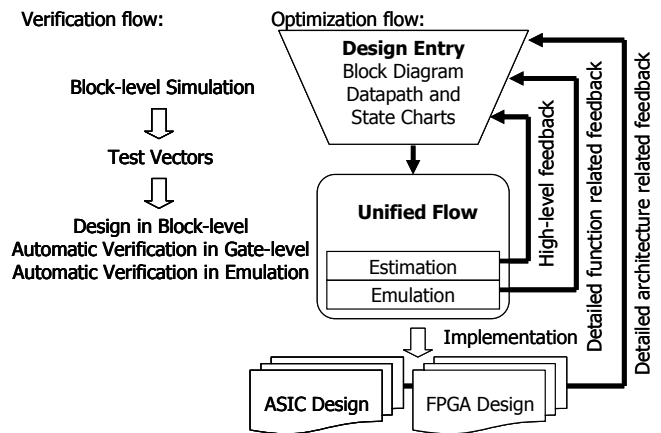 Verification flow:
Block-level Simulation
Test Vectors
Design in Block-level
Automatic Verification in Gate-level
Automatic Verification in Emulation
Optimization flow:
Design Entry
Block Diagram
Datapath and
State Charts
Unified Flow
Estimation
Emulation
Implementation
ASIC Design
FPGA Design
High-level feedback
Detailed function related feedback
Detailed architecture related feedback